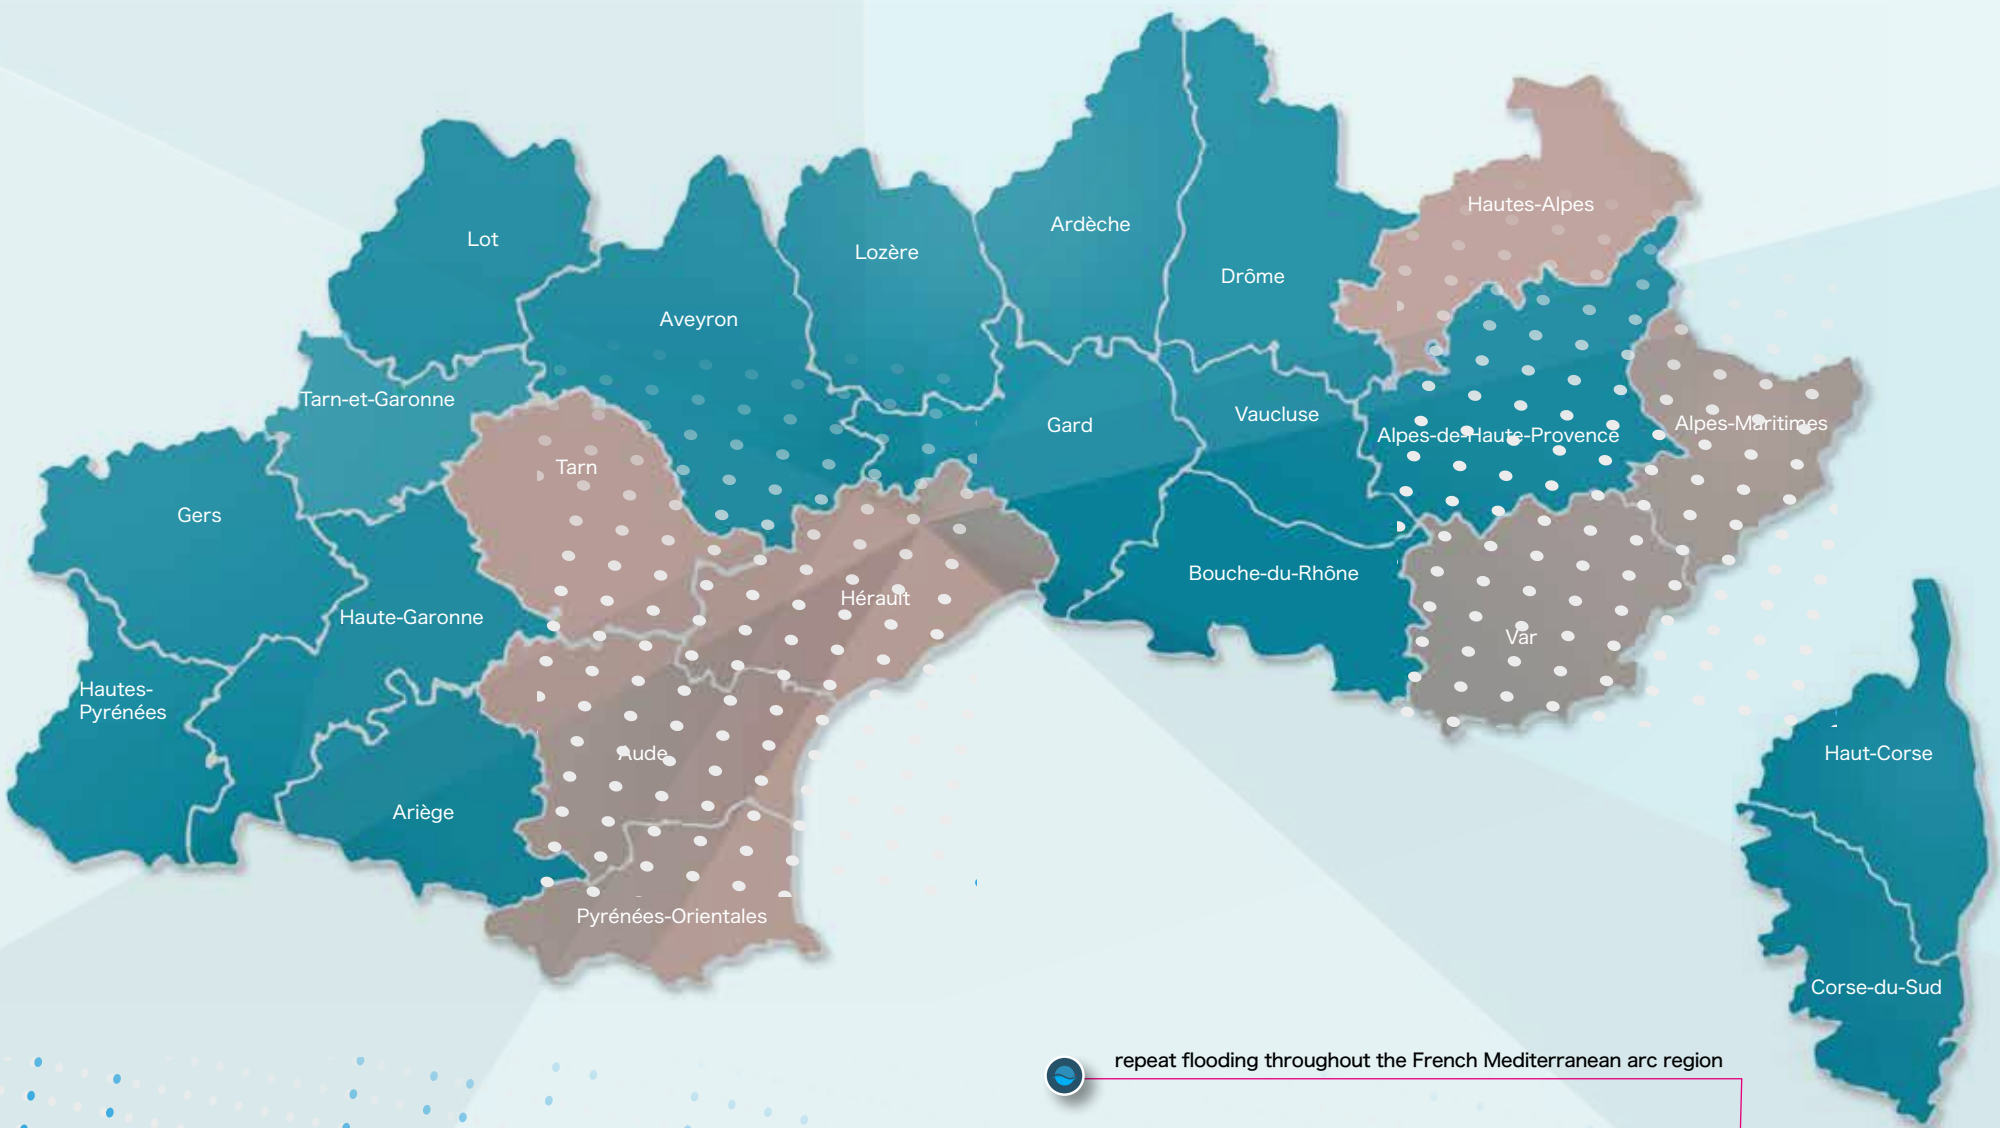 Hautes-Alpes
Ardèche
Lot
Lozère
Drôme
Aveyron
Tarn-et-Garonne
Vaucluse
Gard
Alpes-Maritimes
Alpes-de-Haute-Provence
Tarn
Gers
Bouche-du-Rhône
Hérault
Haute-Garonne
Var
Hautes-
Pyrénées
Aude
Haut-Corse
Ariège
Pyrénées-Orientales
Corse-du-Sud
repeat flooding throughout the French Mediterranean arc region